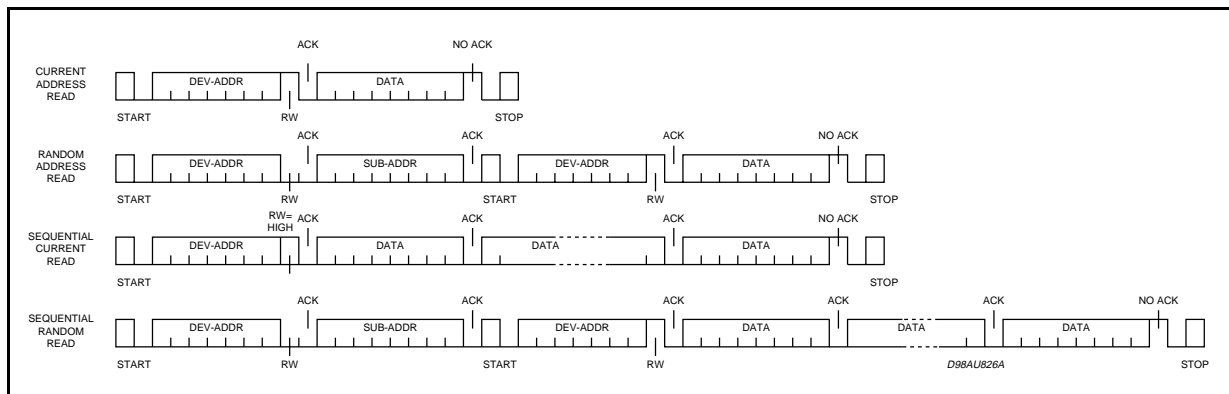 ACK NO ACK
CURRENT
ADDRESS
READ
DEV-ADDR DATA
START RW STOP
ACK ACK ACK NO ACK
RANDOM
ADDRESS
READ
DEV-ADDR SUB-ADDR DEV-ADDR DATA
START RW START RW STOP
RW=
HIGH
ACK ACK ACK NO ACK
SEQUENTIAL
CURRENT
READ
DEV-ADDR DATA DATA DATA
START STOP
ACK ACK ACK ACK ACK NO ACK
SEQUENTIAL
RANDOM
READ
DEV-ADDR SUB-ADDR DEV-ADDR DATA DATA DATA
START RW START RW D98AU826A STOP